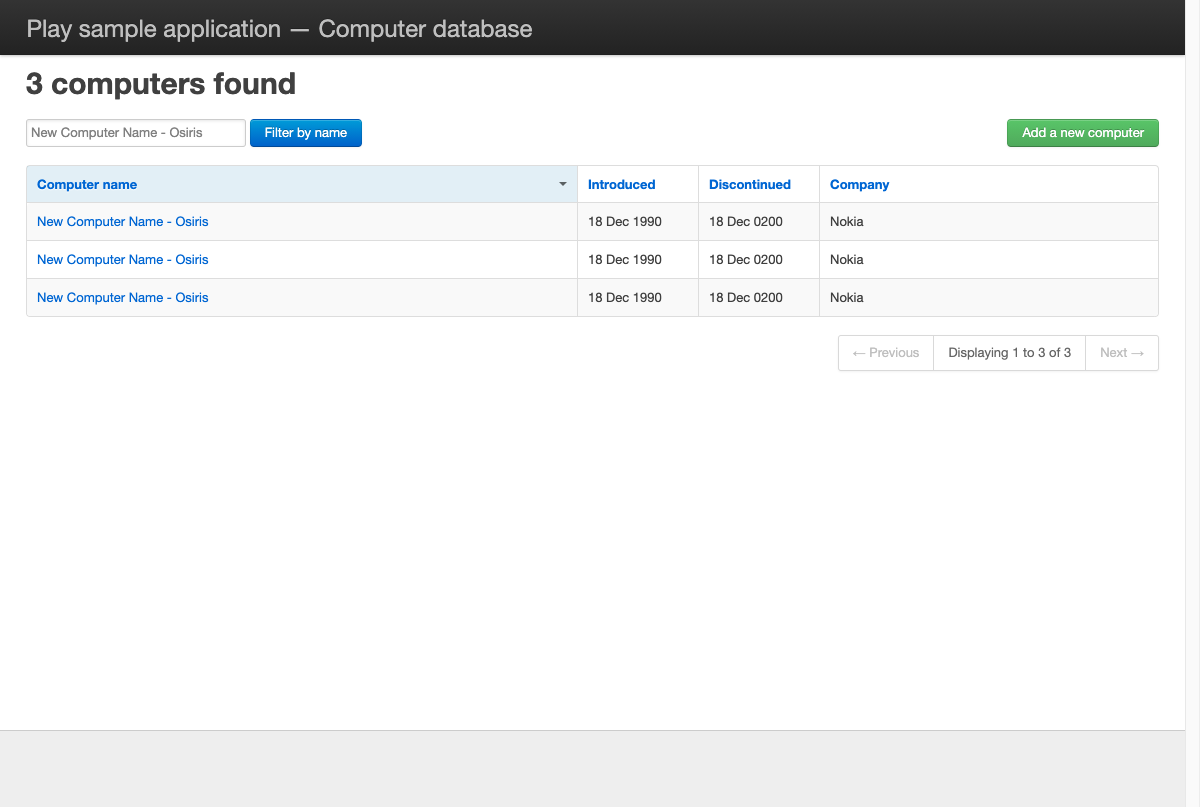 Play sample application — Computer database
3 computers found
New Computer Name - Osiris Filter by name Add a new computer
Computer name Introduced Discontinued Company
New Computer Name - Osiris 18 Dec 1990 18 Dec 0200 Nokia
New Computer Name - Osiris 18 Dec 1990 18 Dec 0200 Nokia
New Computer Name - Osiris 18 Dec 1990 18 Dec 0200 Nokia
← Previous Displaying 1 to 3 of 3 Next →